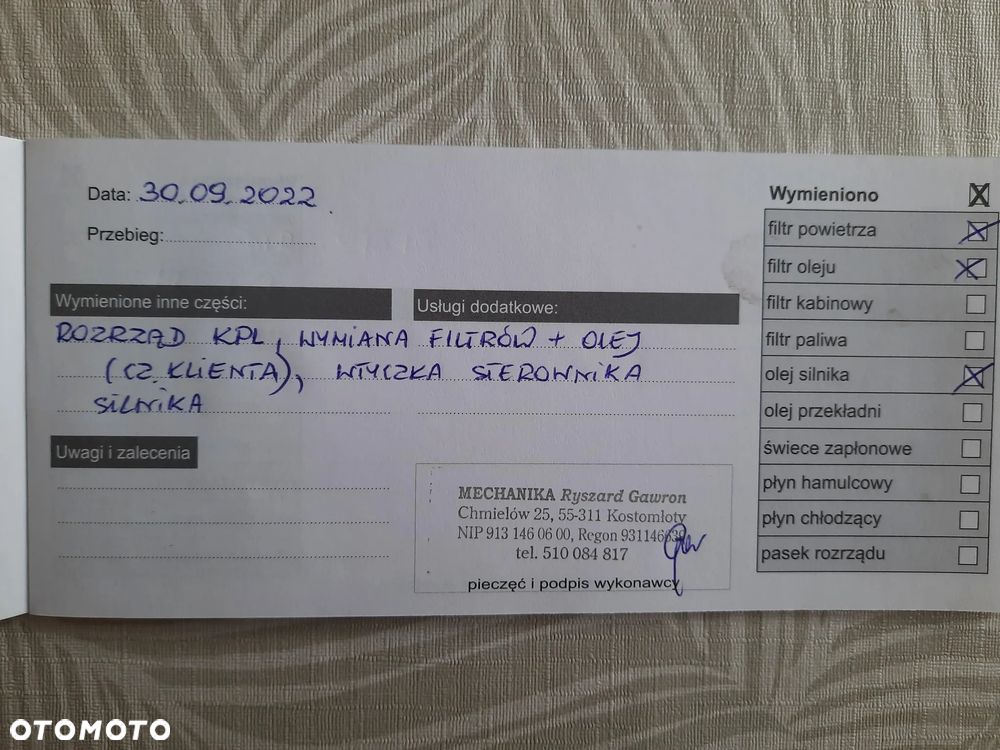 Data: 30.09.2022
Przebieg:
Wymienione inne części:
Usługi dodatkowe:
ROZRZĄD KPL, WYMIANA FILTRÓW + OLEJ
(CZ. KLIENTA), WTYCZKA STEROWNIKA
SILNIKA
Uwagi i zalecenia
MECHANIKA Ryszard Gawron
Chmielów 25, 55-311 Kostomłoty
NIP 913 146 06 00, Regon
tel. 510 084 817
pieczęć i podpis wykonawcy
Wymieniono X
filtr powietrza X
filtr oleju X
filtr kabinowy
filtr paliwa
olej silnika X
olej przekładni
świece zapłonowe
płyn hamulcowy
płyn chłodzący
pasek rozrządu
OTOMOTO